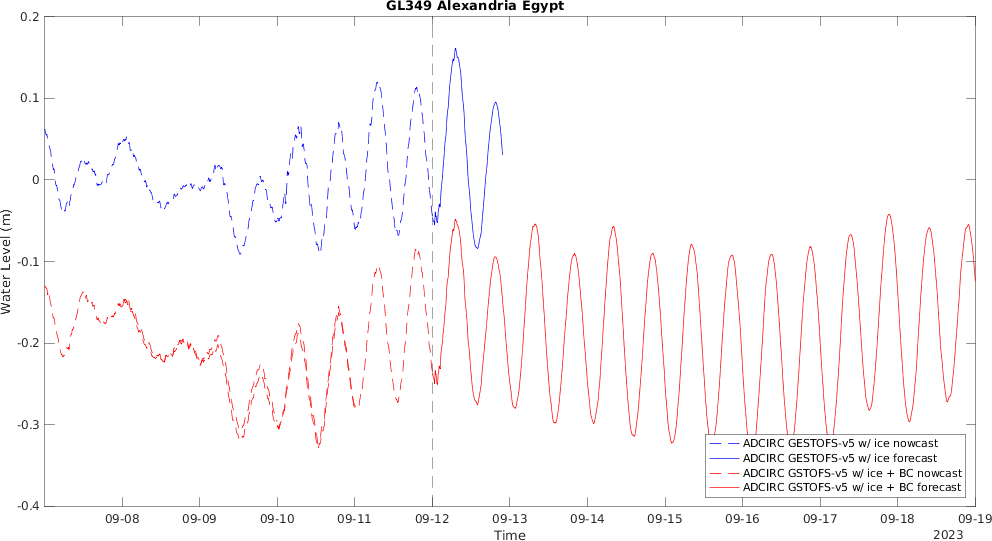 GL349 Alexandria Egypt
0.2
0.1
0
-0.1
-0.2
-0.3
-0.4
Water Level (m)
ADCIRC GESTOFS-v5 w/ ice nowcast
ADCIRC GESTOFS-v5 w/ ice forecast
ADCIRC GSTOFS-v5 w/ ice + BC nowcast
ADCIRC GSTOFS-v5 w/ ice + BC forecast
09-08 09-09 09-10 09-11 09-12 09-13 09-14 09-15 09-16 09-17 09-18 09-19
Time
2023